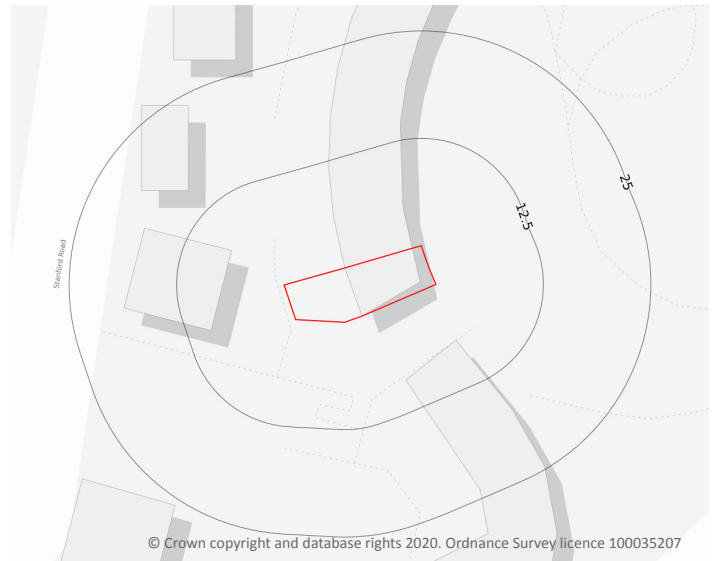 25
12.5
Stanford Road
© Crown copyright and database rights 2020. Ordnance Survey licence 100035207